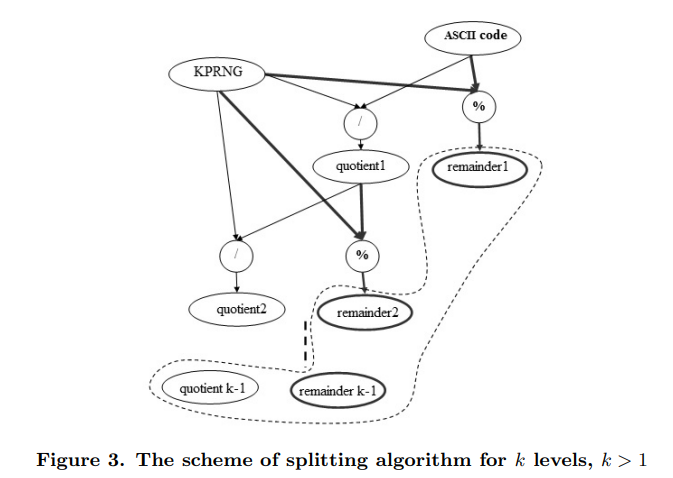 ASCII code
KPRNG
%
/
quotient1
remainder1
/
%
quotient2
remainder2
quotient k-1
remainder k-1
Figure 3. The scheme of splitting algorithm for k levels, k > 1